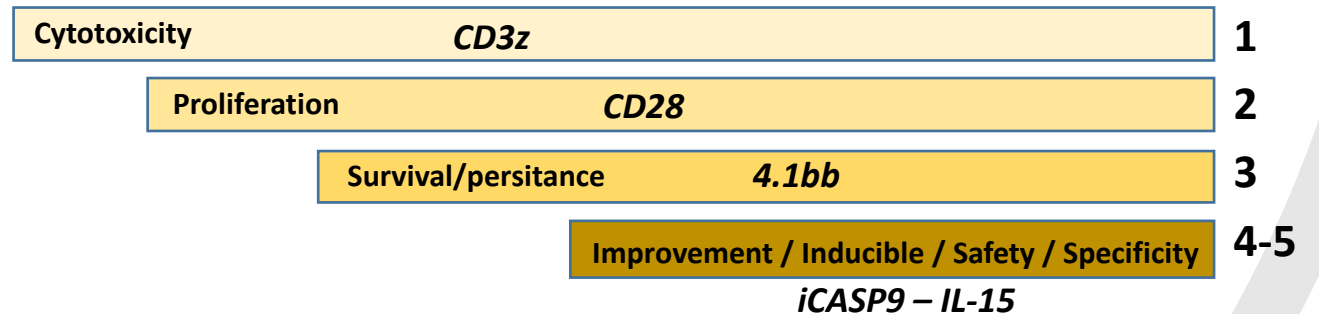 Cytotoxicity CD3z 1
Proliferation CD28 2
Survival/persitance 4.1bb 3
Improvement / Inducible / Safety / Specificity 4-5
iCASP9 – IL-15